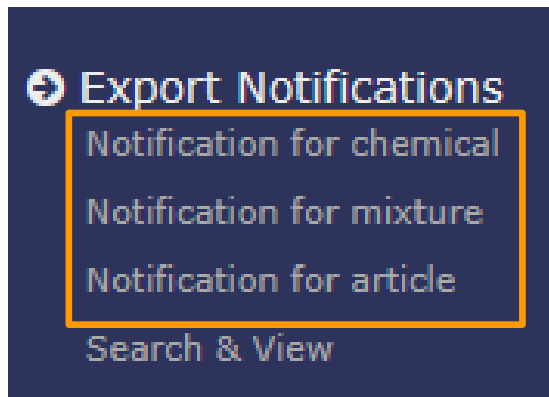 Export Notifications
Notification for chemical
Notification for mixture
Notification for article
Search & View